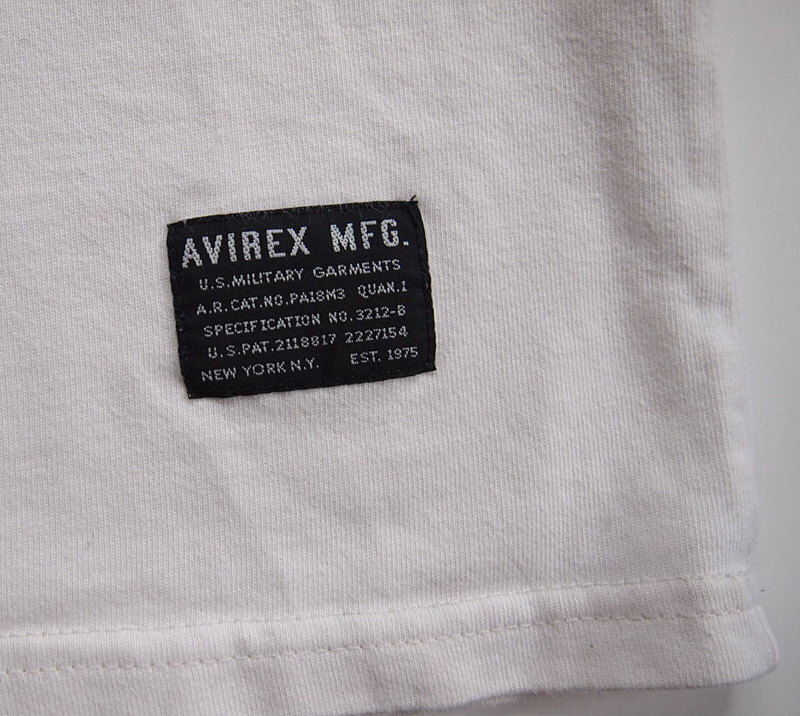 AVIREX MFG.
U.S.MILITARY GARMENTS
A.R.CAT.NO.PA18M3 QUAN.1
SPECIFICATION NO.3212-B
U.S.PAT.2118817 2227154
NEW YORK N.Y. EST. 1975